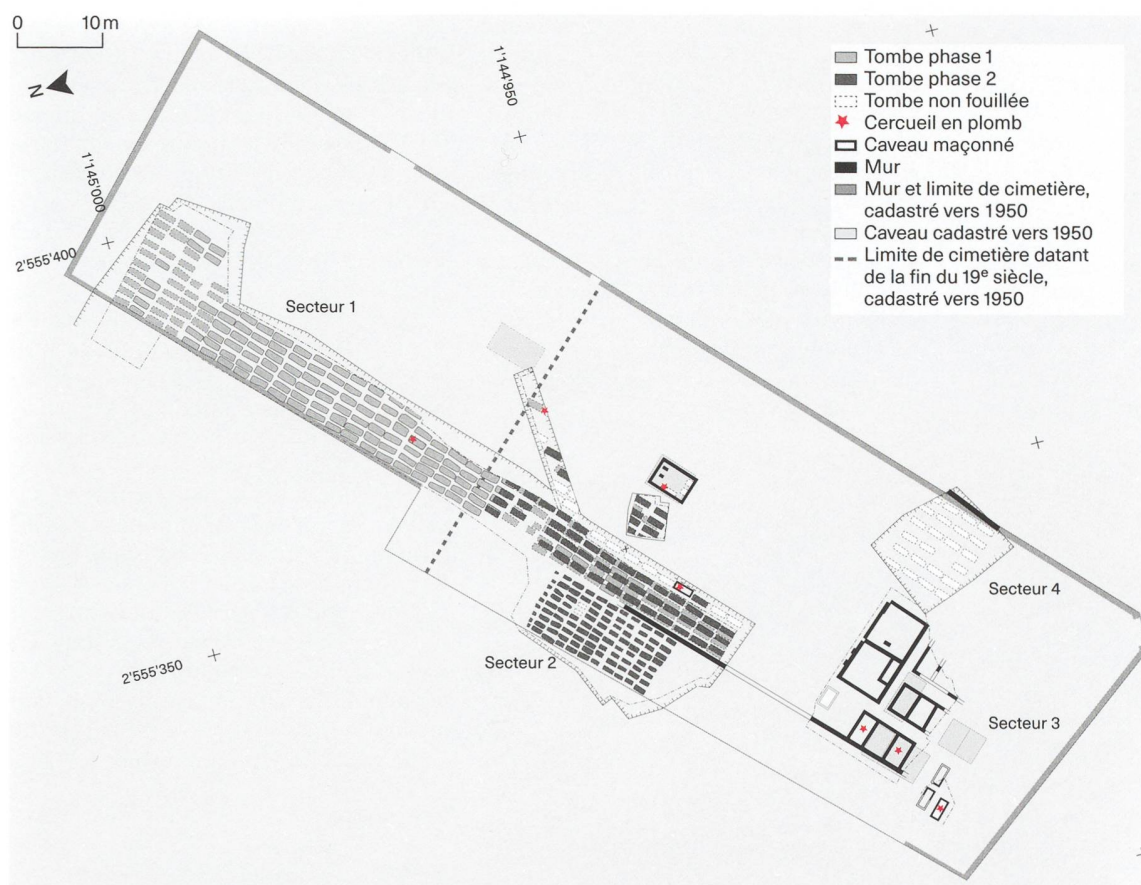 0 10 m
N
1'144'950
1'145'000
2'555'400
2'555'350
Secteur 1
Secteur 2
Secteur 4
Secteur 3
Tombe phase 1
Tombe phase 2
Tombe non fouillée
Cercueil en plomb
Caveau maçonné
Mur
Mur et limite de cimetière,
cadastré vers 1950
Caveau cadastré vers 1950
Limite de cimetière datant
de la fin du 19e siècle,
cadastré vers 1950